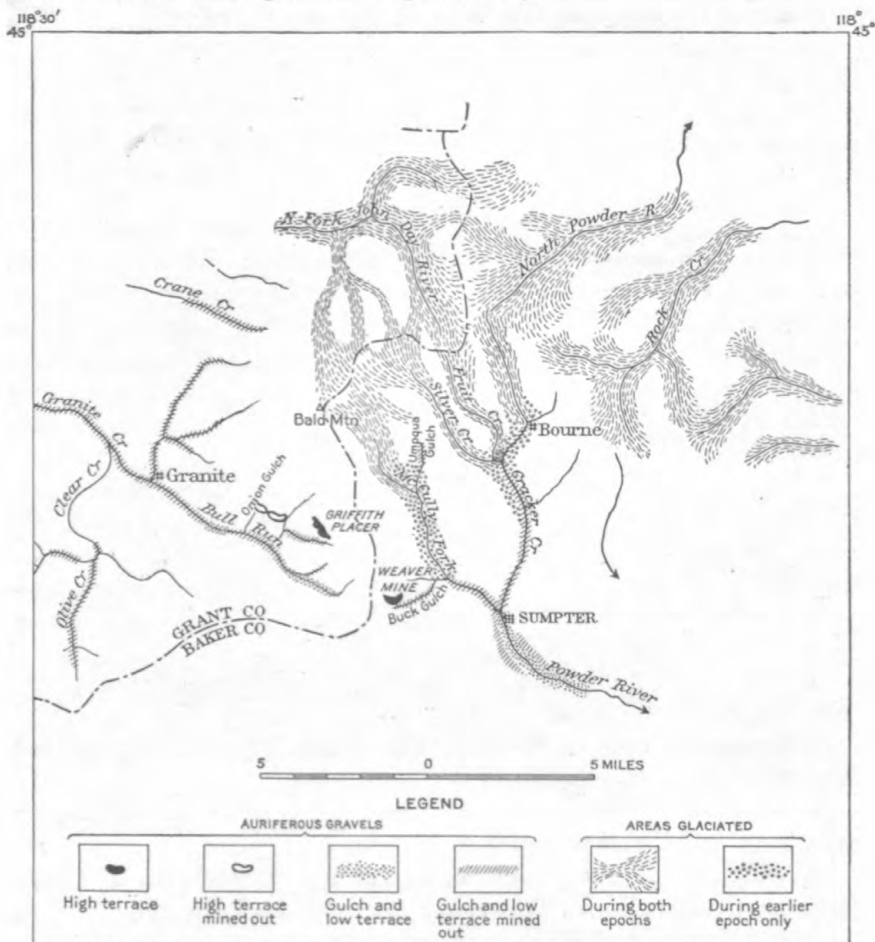 118°30'
118°
45°
45°
N. Fork John Day River
North Powder R
Rock Cr
Crane Cr
Granite Cr
Fruit Cr
Silver Cr
Bald Mtn
Umpqua Gulch
Bourne
Clear Cr
Granite
Onion Gulch
Cracker Cr
Bull Run
GRIFFITH
PLACER
Fork
WEAVER
MINE
Buck Gulch
Olive Cr
GRANT CO
BAKER CO
SUMPTER
Powder River
5 0 5 MILES
LEGEND
AURIFEROUS GRAVELS
AREAS GLACIATED
High terrace
High terrace
mined out
Gulch and
low terrace
Gulch and low
terrace mined
out
During both
epochs
During earlier
epoch only